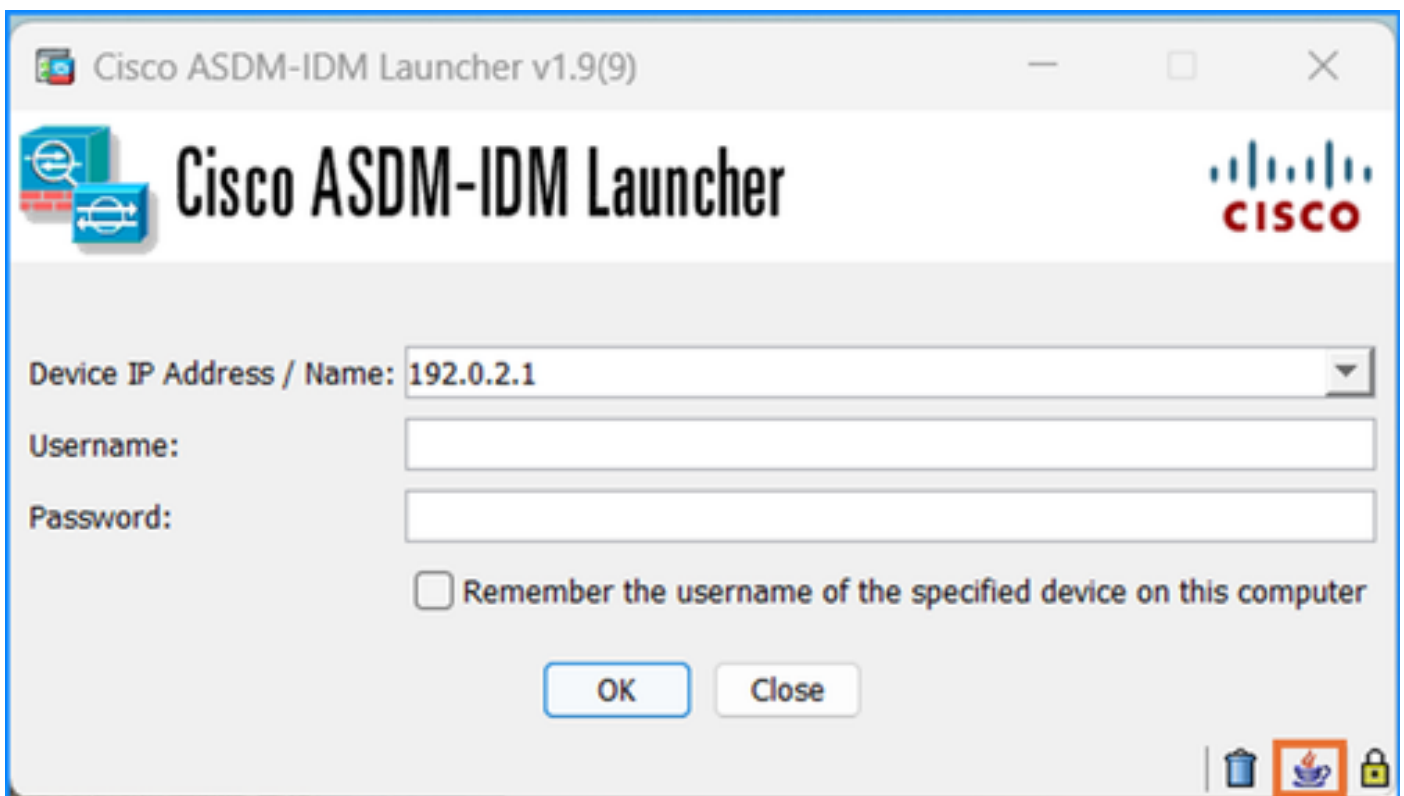 Cisco ASDM-IDM Launcher v1.9(9)
Cisco ASDM-IDM Launcher
CISCO
Device IP Address / Name: 192.0.2.1
Username:
Password:
Remember the username of the specified device on this computer
OK Close